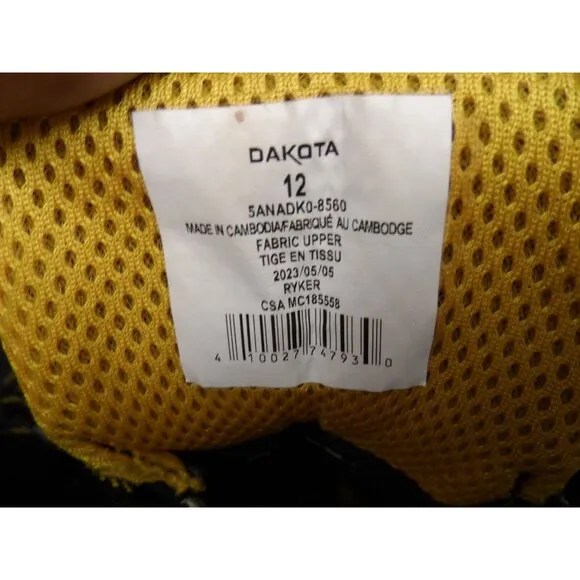 DAKOTA
12
5ANADK0-8560
MADE IN CAMBODIA/FABRIQUÉ AU CAMBODGE
FABRIC UPPER
TIGE EN TISSU
2023/05/05
RYKER
CSA MC185558
4 10027 74793 0